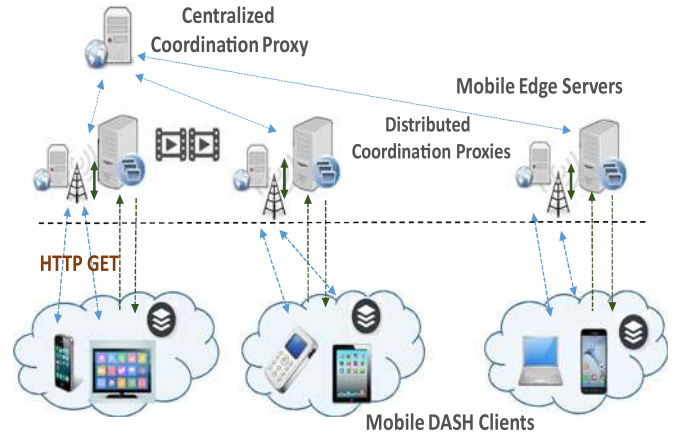 Centralized
Coordination Proxy
Mobile Edge Servers
Distributed
Coordination Proxies
HTTP GET
Mobile DASH Clients